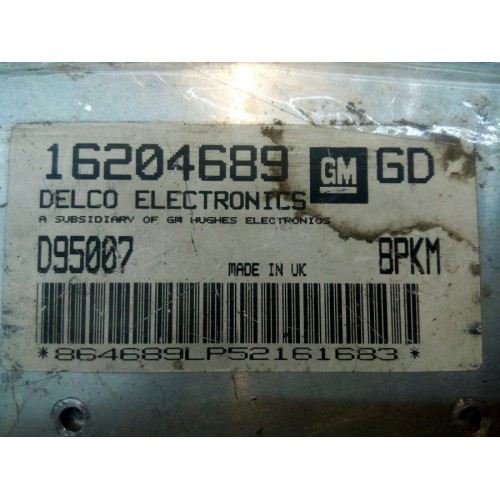 16204689 GM GD
DELCO ELECTRONICS
A SUBSIDIARY OF GM HUGHES ELECTRONICS
D95007 MADE IN UK BPKM
*864689LP52161683*